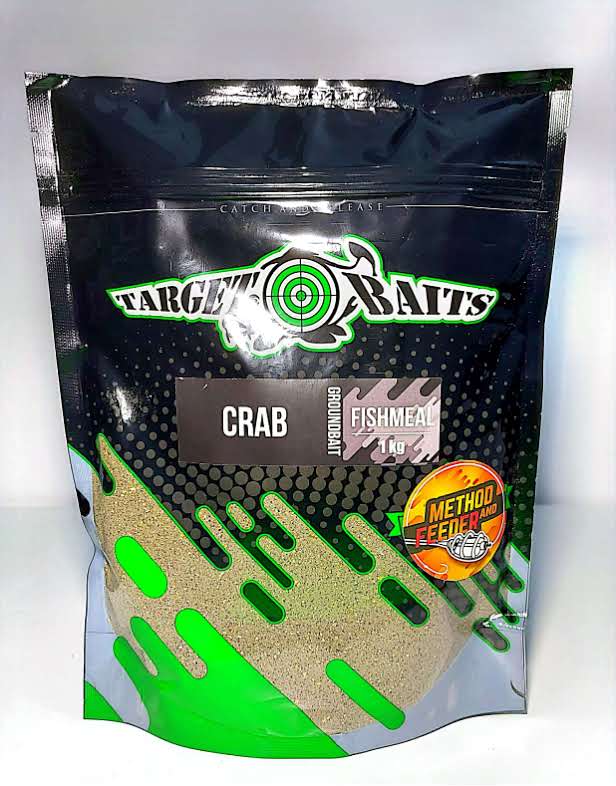 CATCH AND RELEASE
TARGET BAITS
CRAB
GROUNDBAIT
FISHMEAL
1 kg
METHOD
AND
FEEDER